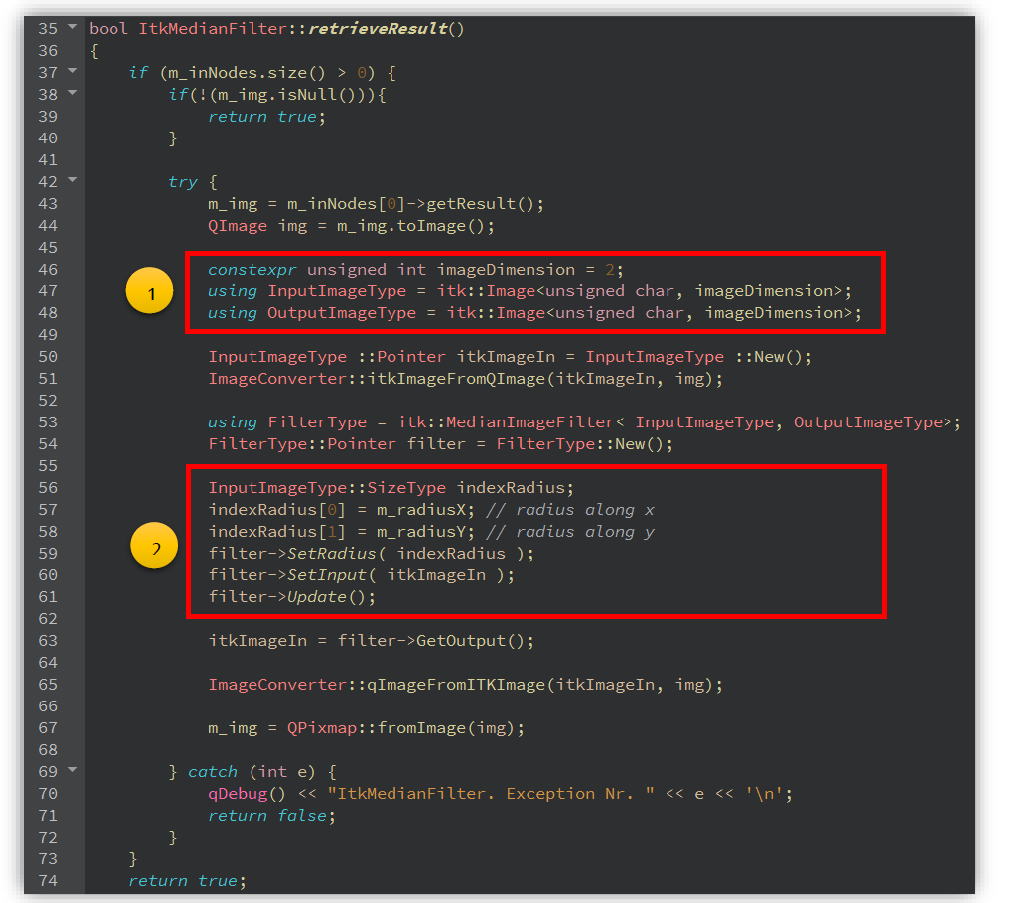 35 bool ItkMedianFilter::retrieveResult()
36 {
37     if (m_inNodes.size() > 0) {
38         if(!(m_img.isNull())){
39             return true;
40         }
41
42         try {
43             m_img = m_inNodes[0]->getResult();
44             QImage img = m_img.toImage();
45
46             constexpr unsigned int imageDimension = 2;
1
47             using InputImageType = itk::Image<unsigned char, imageDimension>;
48             using OutputImageType = itk::Image<unsigned char, imageDimension>;
49
50             InputImageType ::Pointer itkImageIn = InputImageType ::New();
51             ImageConverter::itkImageFromQImage(itkImageIn, img);
52
53             using FilterType = itk::MedianImageFilter< InputImageType, OutputImageType>;
54             FilterType::Pointer filter = FilterType::New();
55
56             InputImageType::SizeType indexRadius;
57             indexRadius[0] = m_radiusX; // radius along x
58             indexRadius[1] = m_radiusY; // radius along y
2
59             filter->SetRadius( indexRadius );
60             filter->SetInput( itkImageIn );
61             filter->Update();
62
63             itkImageIn = filter->GetOutput();
64
65             ImageConverter::qImageFromITKImage(itkImageIn, img);
66
67             m_img = QPixmap::fromImage(img);
68
69         } catch (int e) {
70             qDebug() << "ItkMedianFilter. Exception Nr. " << e << '\n';
71             return false;
72         }
73     }
74     return true;